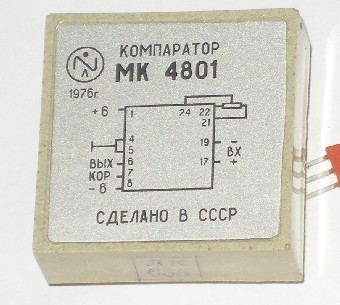 КОМПАРАТОР
МК 4801
1976г
+6 1 24 22
21
4
5 19 − ВХ
ВЫХ 6 17 +
КОР 7
−6 8
СДЕЛАНО В СССР